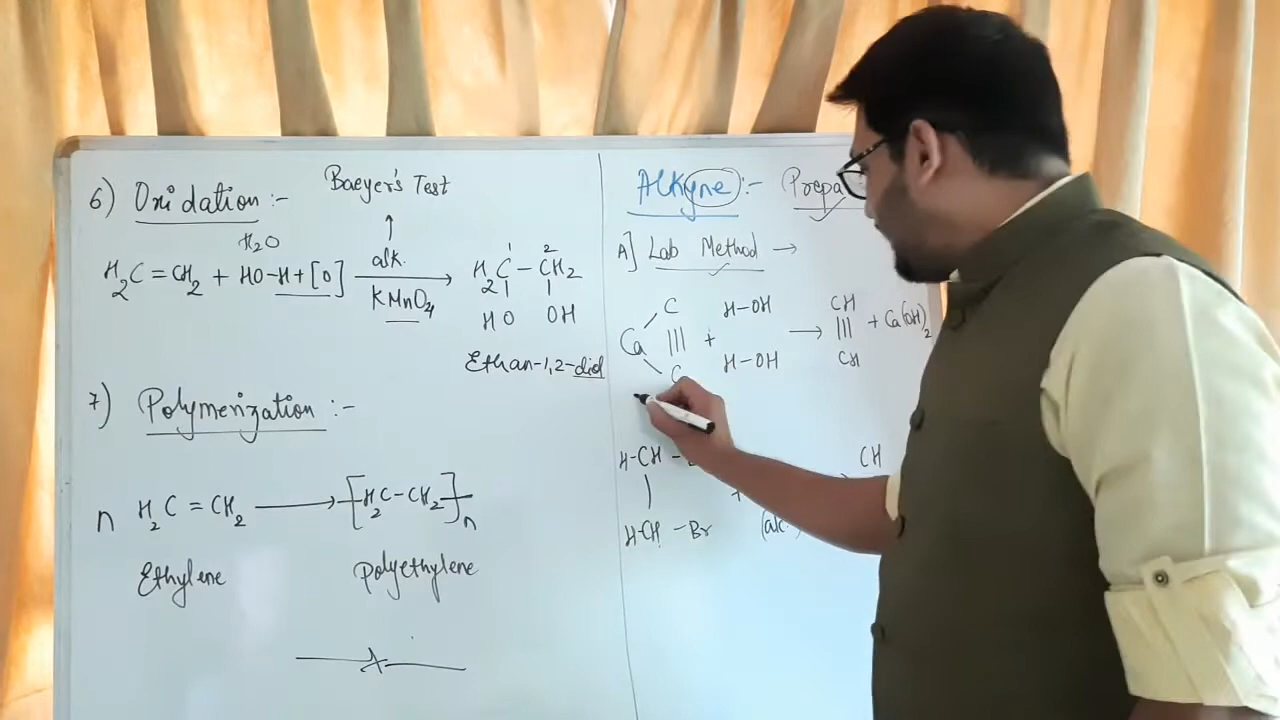 6) Oxidation :-
Baeyer's Test
↑
H2O
alk.
H2C = CH2 + HO-H + [O] → H2C - CH2
KMnO4
1 2
HO OH
Ethan-1,2-diol
7) Polymerization :-
n H2C = CH2 → [H2C-CH2]n
Ethylene Polyethylene
Alkyne :- Prepa
A] Lab Method →
C H-OH CH
Ca ||| + → ||| + Ca(OH)2
C H-OH CH
H-CH - CH
+ →
H-CH - Br (alc.)